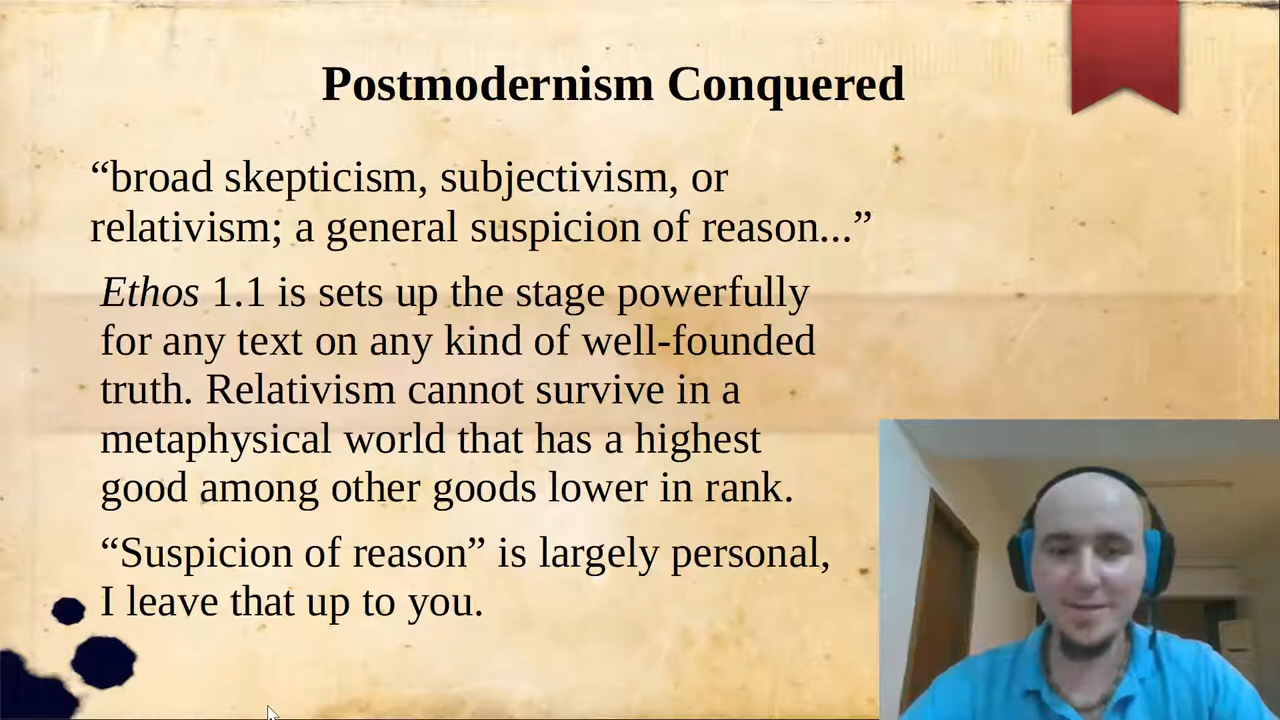 Postmodernism Conquered
“broad skepticism, subjectivism, or
relativism; a general suspicion of reason...”
Ethos 1.1 is sets up the stage powerfully
for any text on any kind of well-founded
truth. Relativism cannot survive in a
metaphysical world that has a highest
good among other goods lower in rank.
“Suspicion of reason” is largely personal,
I leave that up to you.